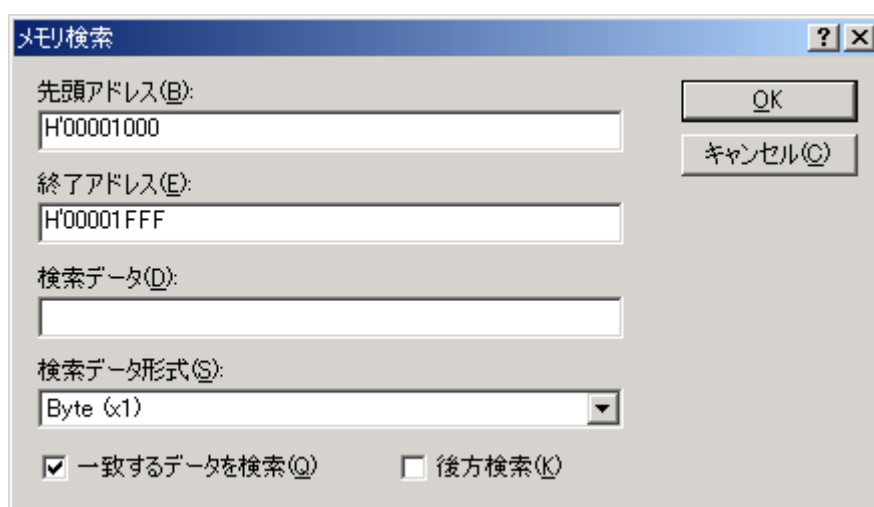 メモリ検索
先頭アドレス(B):
H'00001000
終了アドレス(E):
H'00001FFF
検索データ(D):
検索データ形式(S):
Byte (x1)
一致するデータを検索(Q) 後方検索(K)
OK
キャンセル(C)